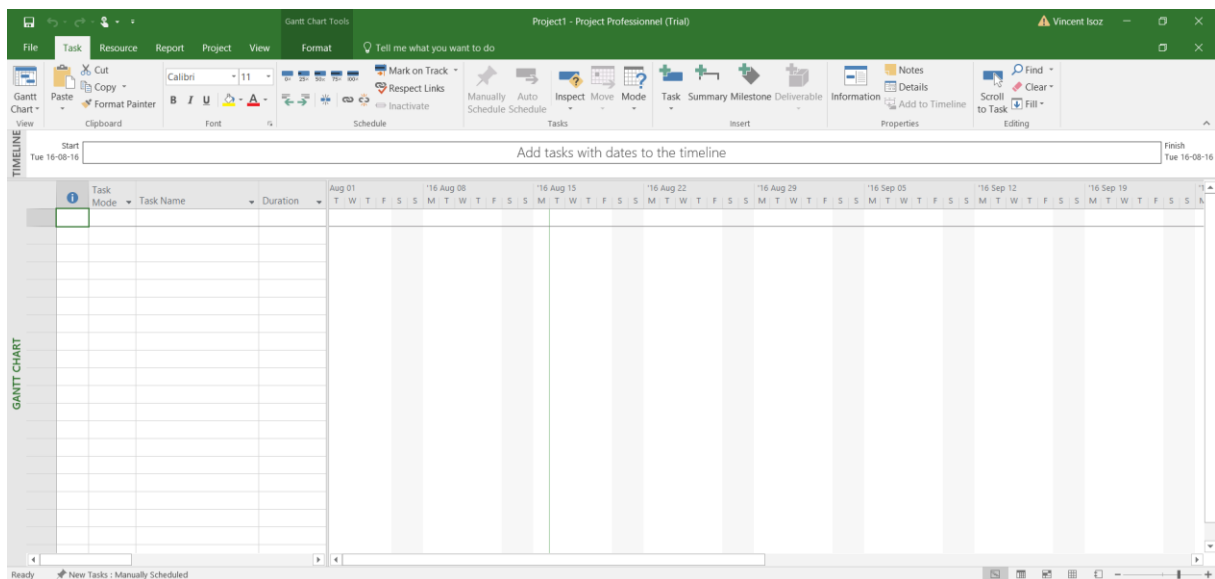 Gantt Chart Tools
Project1 - Project Professionnel (Trial)
Vincent Isoz
File Task Resource Report Project View Format Tell me what you want to do
Gantt Chart
View
Paste
Cut
Copy
Format Painter
Clipboard
Calibri 11
B I U A
Font
0% 25% 50% 75% 100%
Mark on Track
Respect Links
Inactivate
Schedule
Manually Schedule
Auto Schedule
Inspect
Move
Mode
Tasks
Task
Summary
Milestone
Deliverable
Insert
Information
Notes
Details
Add to Timeline
Properties
Scroll to Task
Find
Clear
Fill
Editing
TIMELINE
Start
Tue 16-08-16
Add tasks with dates to the timeline
Finish
Tue 16-08-16
Task Mode
Task Name
Duration
Aug 01 '16 Aug 08 '16 Aug 15 '16 Aug 22 '16 Aug 29 '16 Sep 05 '16 Sep 12 '16 Sep 19
T W T F S S M T W T F S S M T W T F S S M T W T F S S M T W T F S S M T W T F S S M T W T F S S M T W T F S S M
GANTT CHART
Ready New Tasks : Manually Scheduled